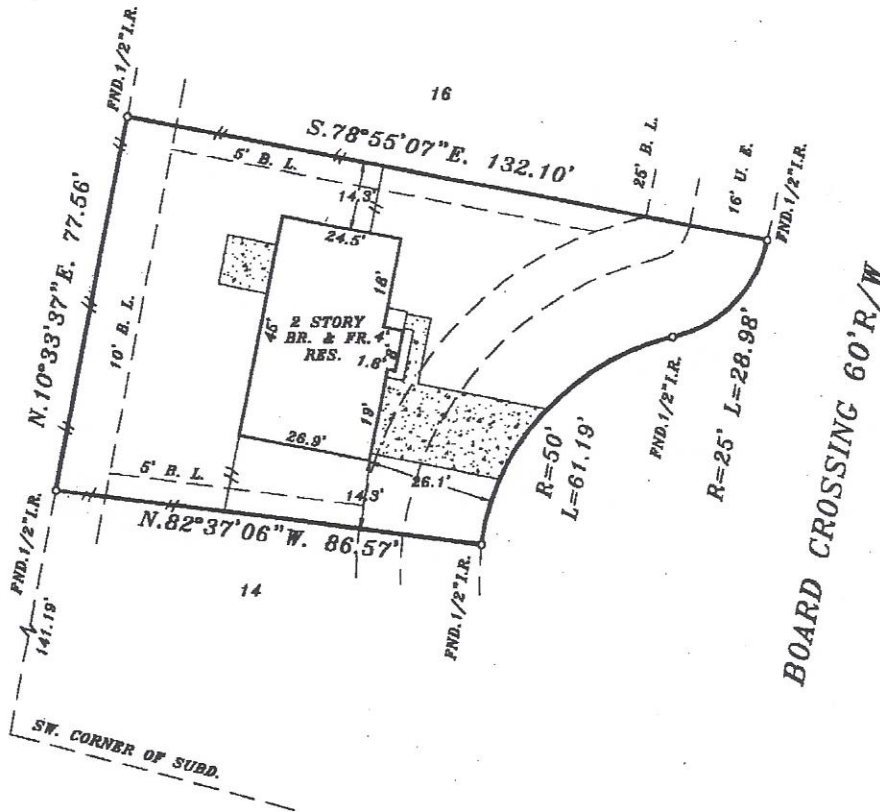 FND.1/2"I.R.
16
S.78°55'07"E. 132.10'
25' B. L.
16' U. E.
FND.1/2"I.R.
5' B. L.
14.3'
24.5'
N.10°33'37"E. 77.56'
10' B. L.
18'
45'
2 STORY
BR. & FR.
RES.
4'
1.6'
8'
19'
26.9'
26.1'
5' B. L.
14.3'
R=50'
L=61.19'
FND.1/2"I.R.
R=25' L=28.98'
BOARD CROSSING 60'R/W
N.82°37'06"W. 86.57'
FND.1/2"I.R.
14
FND.1/2"I.R.
141.19'
SW. CORNER OF SUBD.